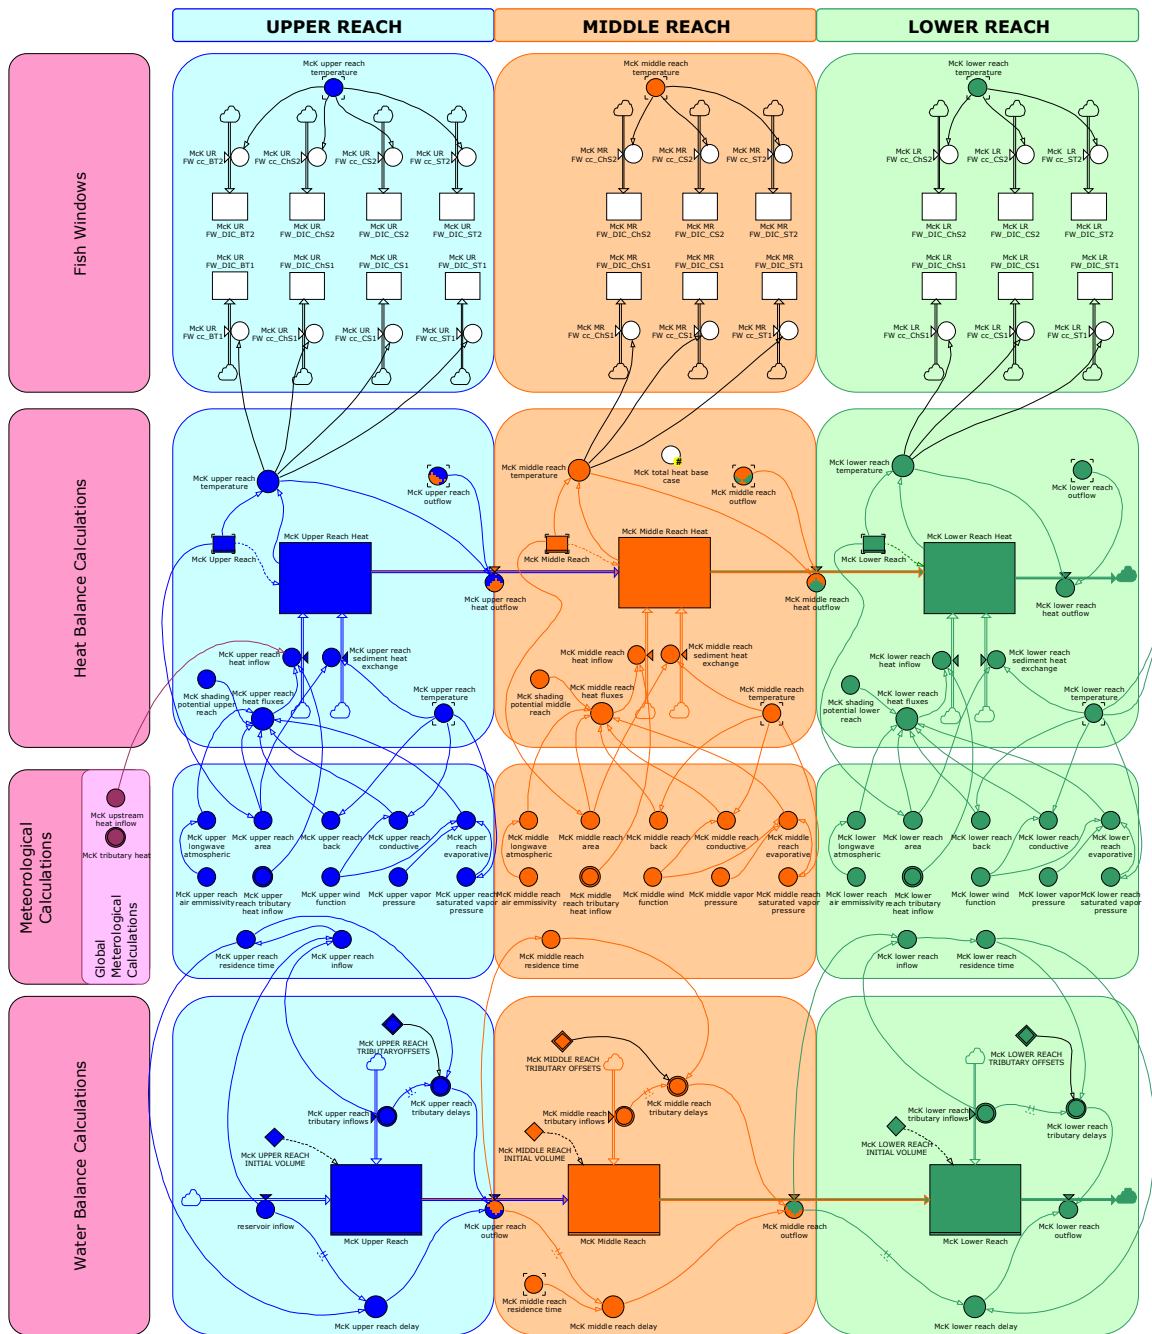 UPPER REACH
MIDDLE REACH
LOWER REACH
Fish Windows
McK upper reach
temperature
McK UR
FW cc_BT2
McK UR
FW cc_ChS2
McK UR
FW cc_CS2
McK UR
FW cc_ST2
McK UR
FW_DIC_BT2
McK UR
FW_DIC_ChS2
McK UR
FW_DIC_CS2
McK UR
FW_DIC_ST2
McK UR
FW_DIC_BT1
McK UR
FW_DIC_ChS1
McK UR
FW_DIC_CS1
McK UR
FW_DIC_ST1
McK UR
FW cc_BT1
McK UR
FW cc_ChS1
McK UR
FW cc_CS1
McK UR
FW cc_ST1
McK middle reach
temperature
McK MR
FW cc_ChS2
McK MR
FW cc_CS2
McK MR
FW cc_ST2
McK MR
FW_DIC_ChS2
McK MR
FW_DIC_CS2
McK MR
FW_DIC_ST2
McK MR
FW_DIC_ChS1
McK MR
FW_DIC_CS1
McK MR
FW_DIC_ST1
McK MR
FW cc_ChS1
McK MR
FW cc_CS1
McK MR
FW cc_ST1
McK lower reach
temperature
McK LR
FW cc_ChS2
McK LR
FW cc_CS2
McK LR
FW cc_ST2
McK LR
FW_DIC_ChS2
McK LR
FW_DIC_CS2
McK LR
FW_DIC_ST2
McK LR
FW_DIC_ChS1
McK LR
FW_DIC_CS1
McK LR
FW_DIC_ST1
McK LR
FW cc_ChS1
McK LR
FW cc_CS1
McK LR
FW cc_ST1
Heat Balance Calculations
McK upper reach
temperature
McK upper reach
outflow
McK Upper Reach
McK Upper Reach Heat
McK upper reach
heat outflow
McK upper reach
heat inflow
McK upper reach
sediment heat
exchange
McK shading
potential upper
reach
McK upper reach
heat fluxes
McK upper reach
temperature
McK middle reach
temperature
McK total heat base
case
#
McK middle reach
outflow
McK Middle Reach
McK Middle Reach Heat
McK middle reach
heat outflow
McK middle reach
heat inflow
McK middle reach
sediment heat
exchange
McK shading
potential middle
reach
McK middle reach
heat fluxes
McK middle reach
temperature
McK lower reach
temperature
McK lower reach
outflow
McK Lower Reach
McK Lower Reach Heat
McK lower reach
heat outflow
McK lower reach
heat inflow
McK lower reach
sediment heat
exchange
McK shading
potential lower
reach
McK lower reach
heat fluxes
McK lower reach
temperature
Meteorological
Calculations
McK upstream
heat inflow
McK tributary heat
Global
Meterological
Calculations
McK upper
longwave
atmospheric
McK upper reach
area
McK upper
back
McK upper reach
conductive
McK upper
reach
evaporative
McK upper reach
air emmissivity
McK upper
reach tributary
heat inflow
McK upper wind
function
McK upper vapor
pressure
McK upper reach
saturated vapor
pressure
McK upper reach
residence time
McK upper reach
inflow
McK middle
longwave
atmospheric
McK middle reach
area
McK middle
back
McK middle reach
conductive
McK middle
reach
evaporative
McK middle reach
air emmissivity
McK middle
reach tributary
heat inflow
McK middle wind
function
McK middle vapor
pressure
McK middle reach
saturated vapor
pressure
McK middle reach
residence time
McK lower
longwave
atmospheric
McK lower reach
area
McK lower
back
McK lower reach
conductive
McK lower
reach
evaporative
McK lower reach
air emmissivity
McK lower
reach tributary
heat inflow
McK lower wind
function
McK lower vapor
pressure
McK lower reach
saturated vapor
pressure
McK lower reach
inflow
McK lower reach
residence time
Water Balance Calculations
McK UPPER REACH
TRIBUTARYOFFSETS
McK upper reach
tributary delays
McK upper reach
tributary inflows
McK UPPER REACH
INITIAL VOLUME
reservoir inflow
McK Upper Reach
McK upper reach
outflow
McK upper reach delay
McK MIDDLE REACH
TRIBUTARY OFFSETS
McK middle reach
tributary delays
McK middle reach
tributary inflows
McK MIDDLE REACH
INITIAL VOLUME
McK Middle Reach
McK middle reach
outflow
McK middle reach
residence time
McK middle reach delay
McK LOWER REACH
TRIBUTARY OFFSETS
McK lower reach
tributary inflows
McK lower reach
tributary delays
McK LOWER REACH
INITIAL VOLUME
McK Lower Reach
McK lower reach
outflow
McK lower reach delay